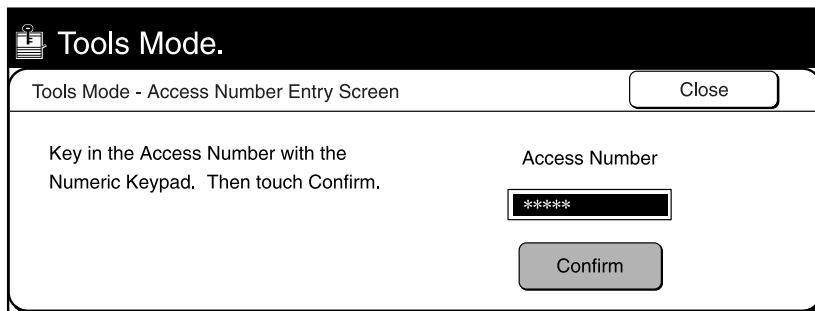 Tools Mode.
Tools Mode - Access Number Entry Screen
Close
Key in the Access Number with the
Numeric Keypad. Then touch Confirm.
Access Number
*****
Confirm